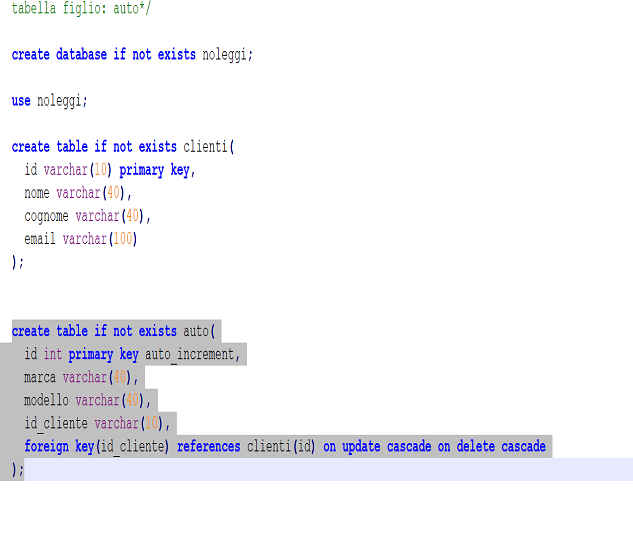 tabella figlio: auto*/
create database if not exists noleggi;
use noleggi;
create table if not exists clienti(
id varchar(10) primary key,
nome varchar(40),
cognome varchar(40),
email varchar(100)
);
create table if not exists auto(
id int primary key auto_increment,
marca varchar(40),
modello varchar(40),
id_cliente varchar(10),
foreign key(id_cliente) references clienti(id) on update cascade on delete cascade
);